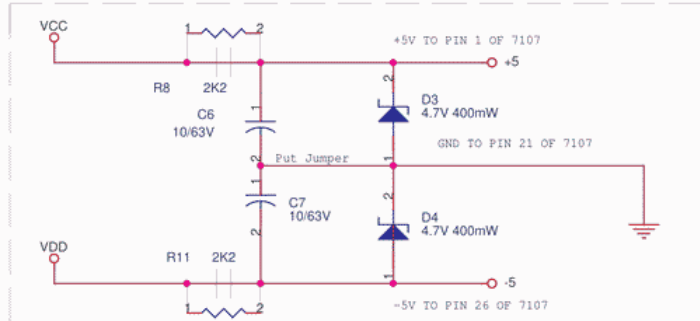 VCC
1 2
+5V TO PIN 1 OF 7107
+5
R8 2K2
2
D3
4.7V 400mW
1
C6
10/63V
GND TO PIN 21 OF 7107
2
Put Jumper
1
1
2
C7
10/63V
D4
4.7V 400mW
2
VDD
R11 2K2
1
-5
1 2
-5V TO PIN 26 OF 7107